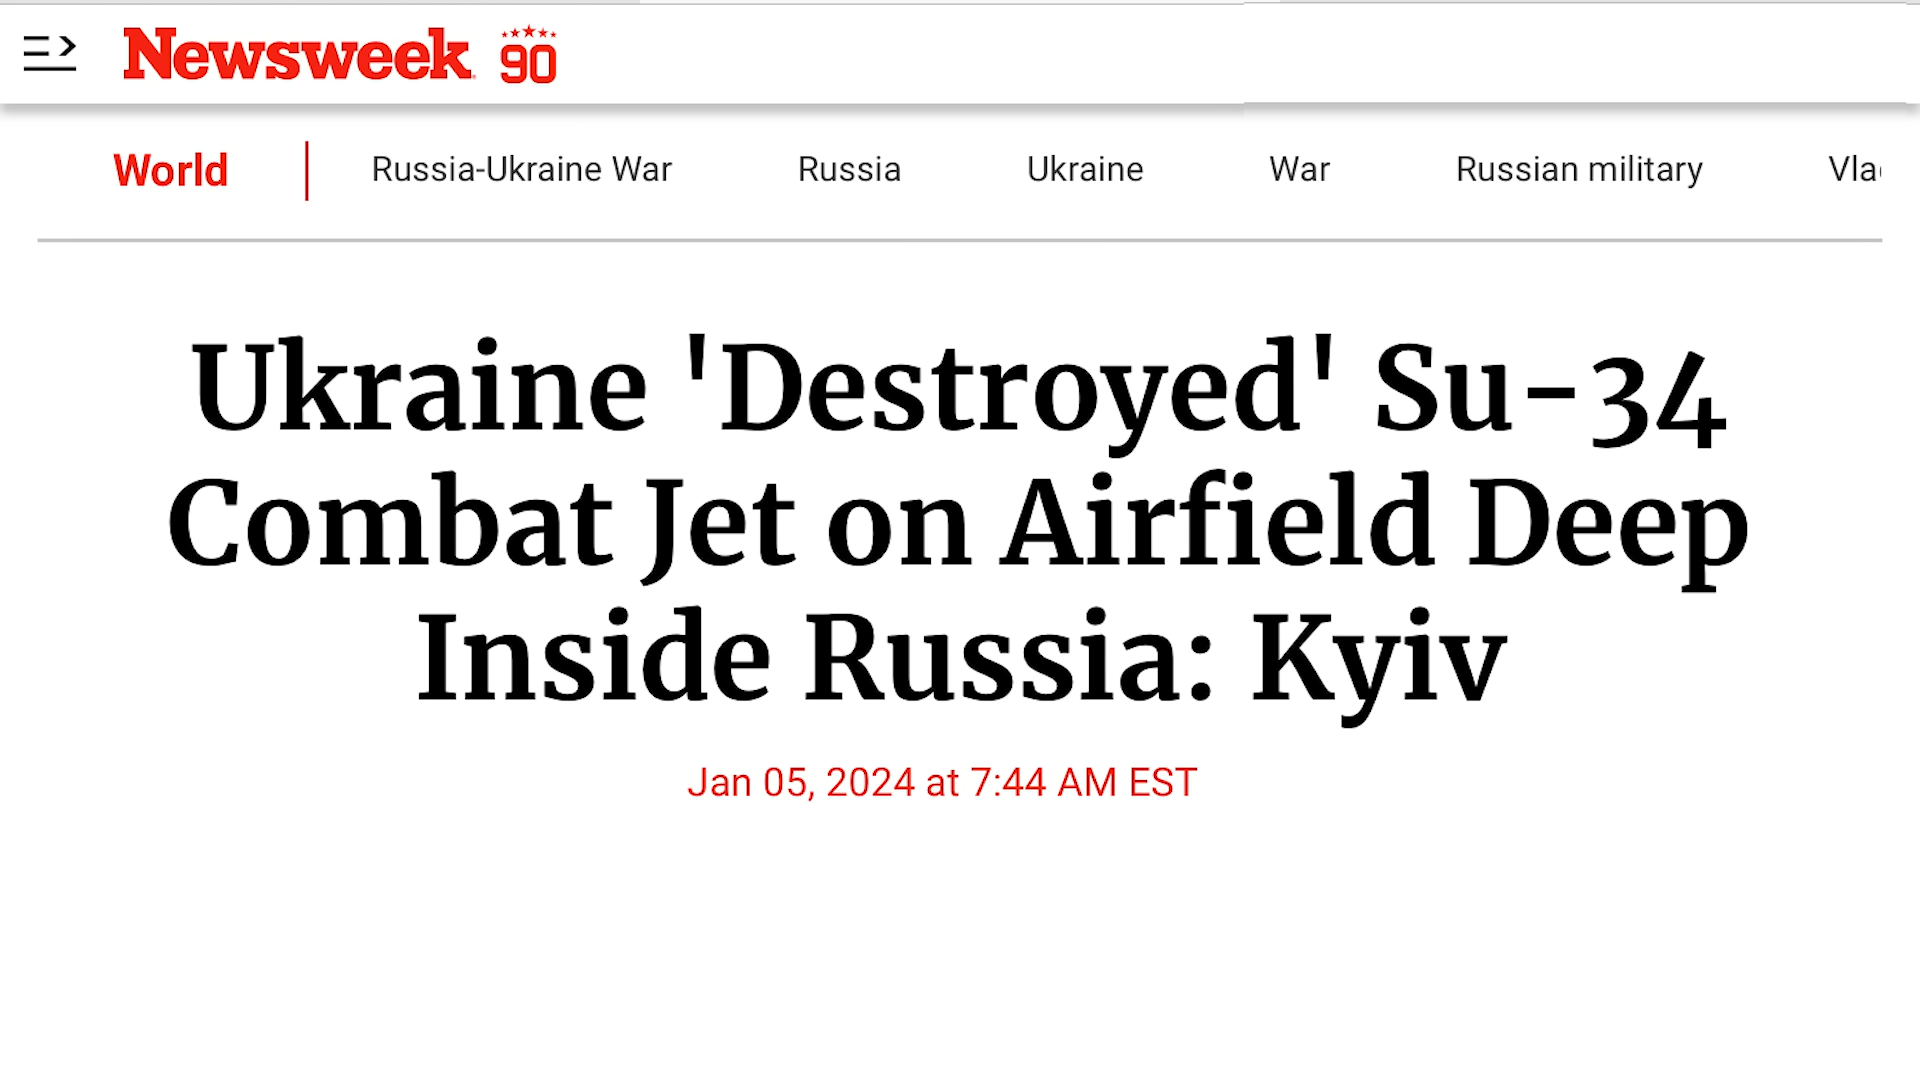 Newsweek 90
World Russia-Ukraine War Russia Ukraine War Russian military
Ukraine 'Destroyed' Su-34
Combat Jet on Airfield Deep
Inside Russia: Kyiv
Jan 05, 2024 at 7:44 AM EST